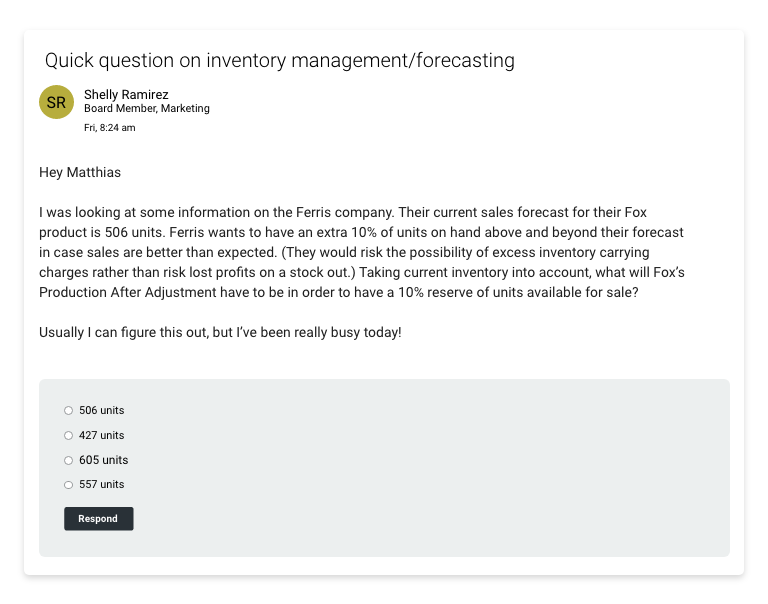 Quick question on inventory management/forecasting
SR
Shelly Ramirez
Board Member, Marketing
Fri, 8:24 am
Hey Matthias
I was looking at some information on the Ferris company. Their current sales forecast for their Fox
product is 506 units. Ferris wants to have an extra 10% of units on hand above and beyond their forecast
in case sales are better than expected. (They would risk the possibility of excess inventory carrying
charges rather than risk lost profits on a stock out.) Taking current inventory into account, what will Fox’s
Production After Adjustment have to be in order to have a 10% reserve of units available for sale?
Usually I can figure this out, but I’ve been really busy today!
506 units
427 units
605 units
557 units
Respond